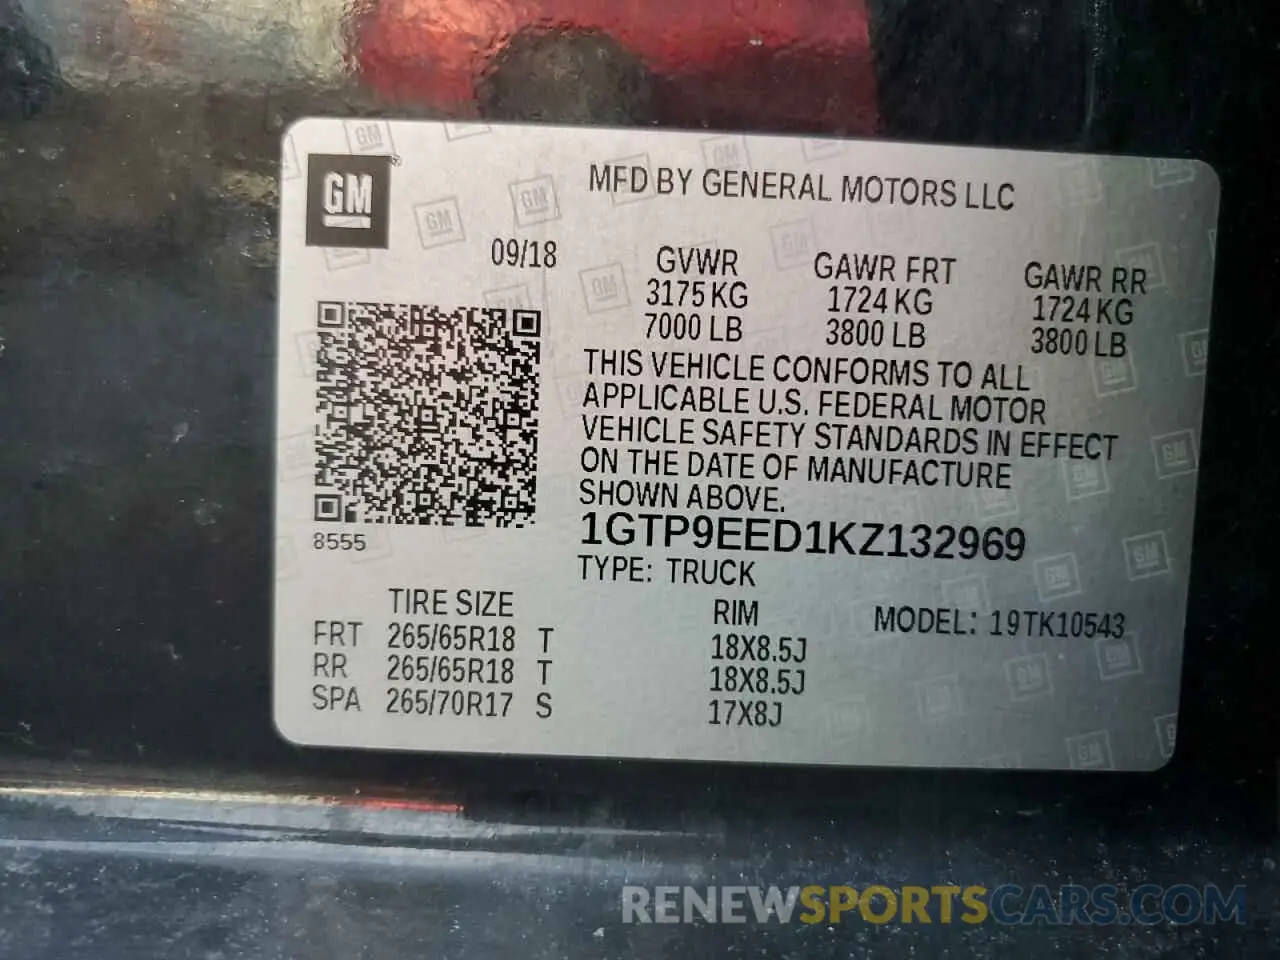 GM
MFD BY GENERAL MOTORS LLC
09/18
GVWR GAWR FRT GAWR RR
3175 KG 1724 KG 1724 KG
7000 LB 3800 LB 3800 LB
THIS VEHICLE CONFORMS TO ALL
APPLICABLE U.S. FEDERAL MOTOR
VEHICLE SAFETY STANDARDS IN EFFECT
ON THE DATE OF MANUFACTURE
SHOWN ABOVE.
8555
1GTP9EED1KZ132969
TYPE: TRUCK
TIRE SIZE RIM MODEL: 19TK10543
FRT 265/65R18 T 18X8.5J
RR 265/65R18 T 18X8.5J
SPA 265/70R17 S 17X8J
RENEWSPORTSCARS.COM